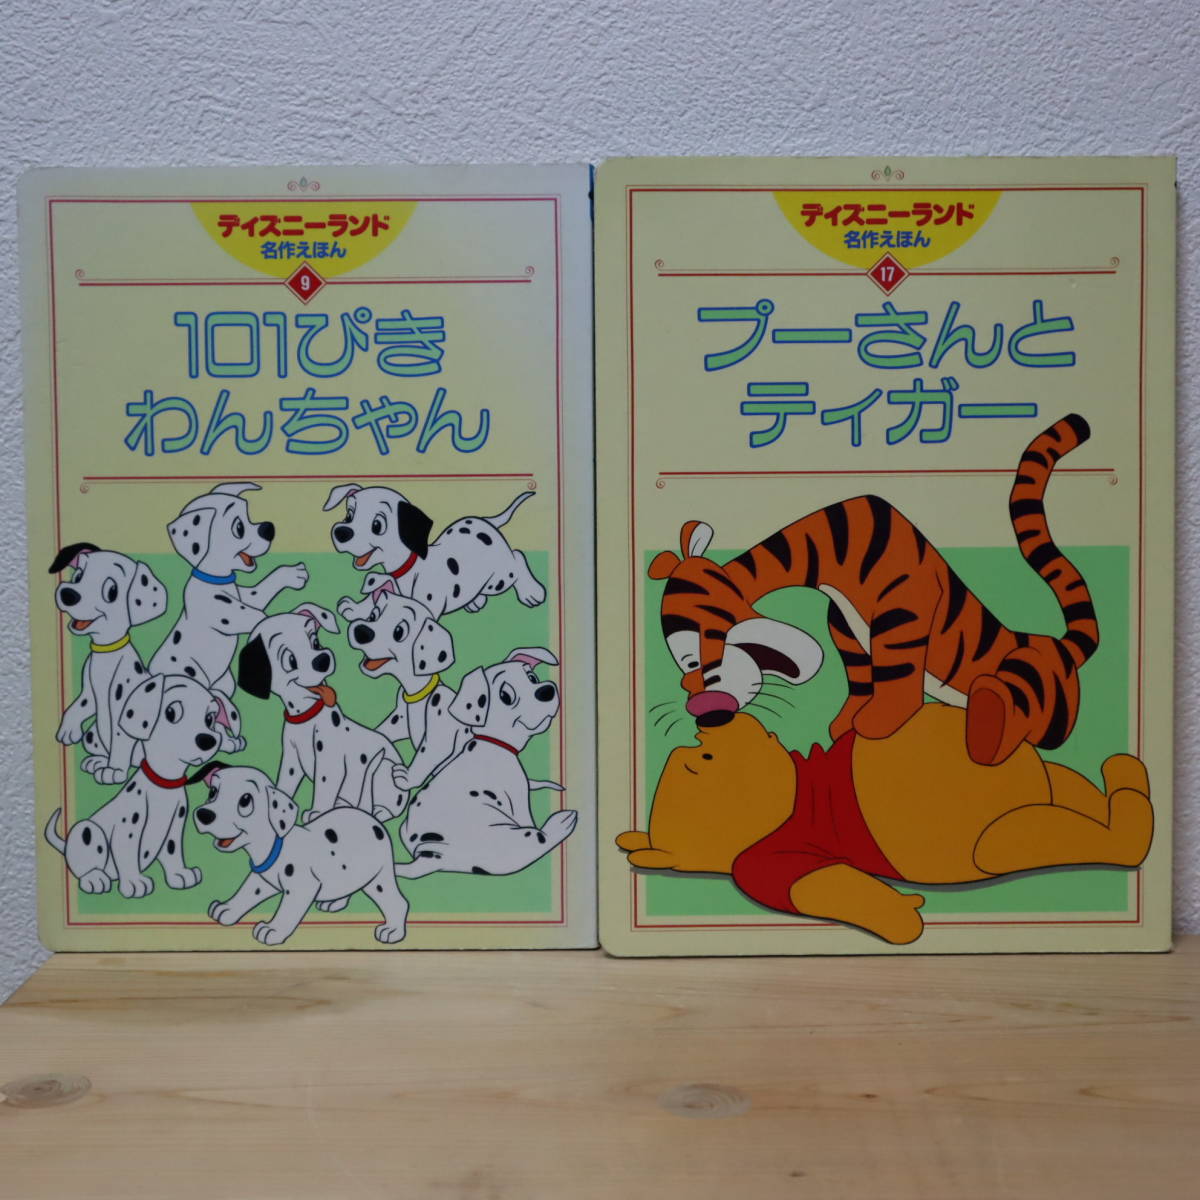 ディズニーランド
名作えほん
9
101ぴき
わんちゃん
ディズニーランド
名作えほん
17
プーさんと
ティガー